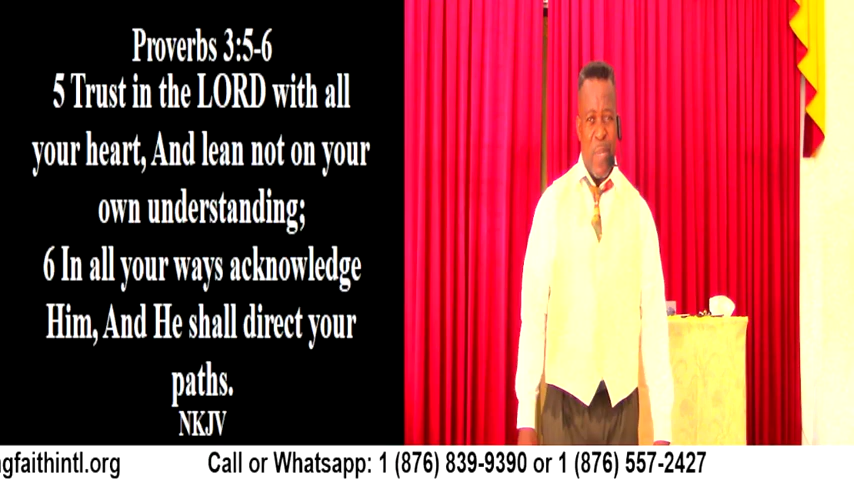 Proverbs 3:5-6
5 Trust in the LORD with all
your heart, And lean not on your
own understanding;
6 In all your ways acknowledge
Him, And He shall direct your
paths.
NKJV
gfaithintl.org
Call or Whatsapp: 1 (876) 839-9390 or 1 (876) 557-2427